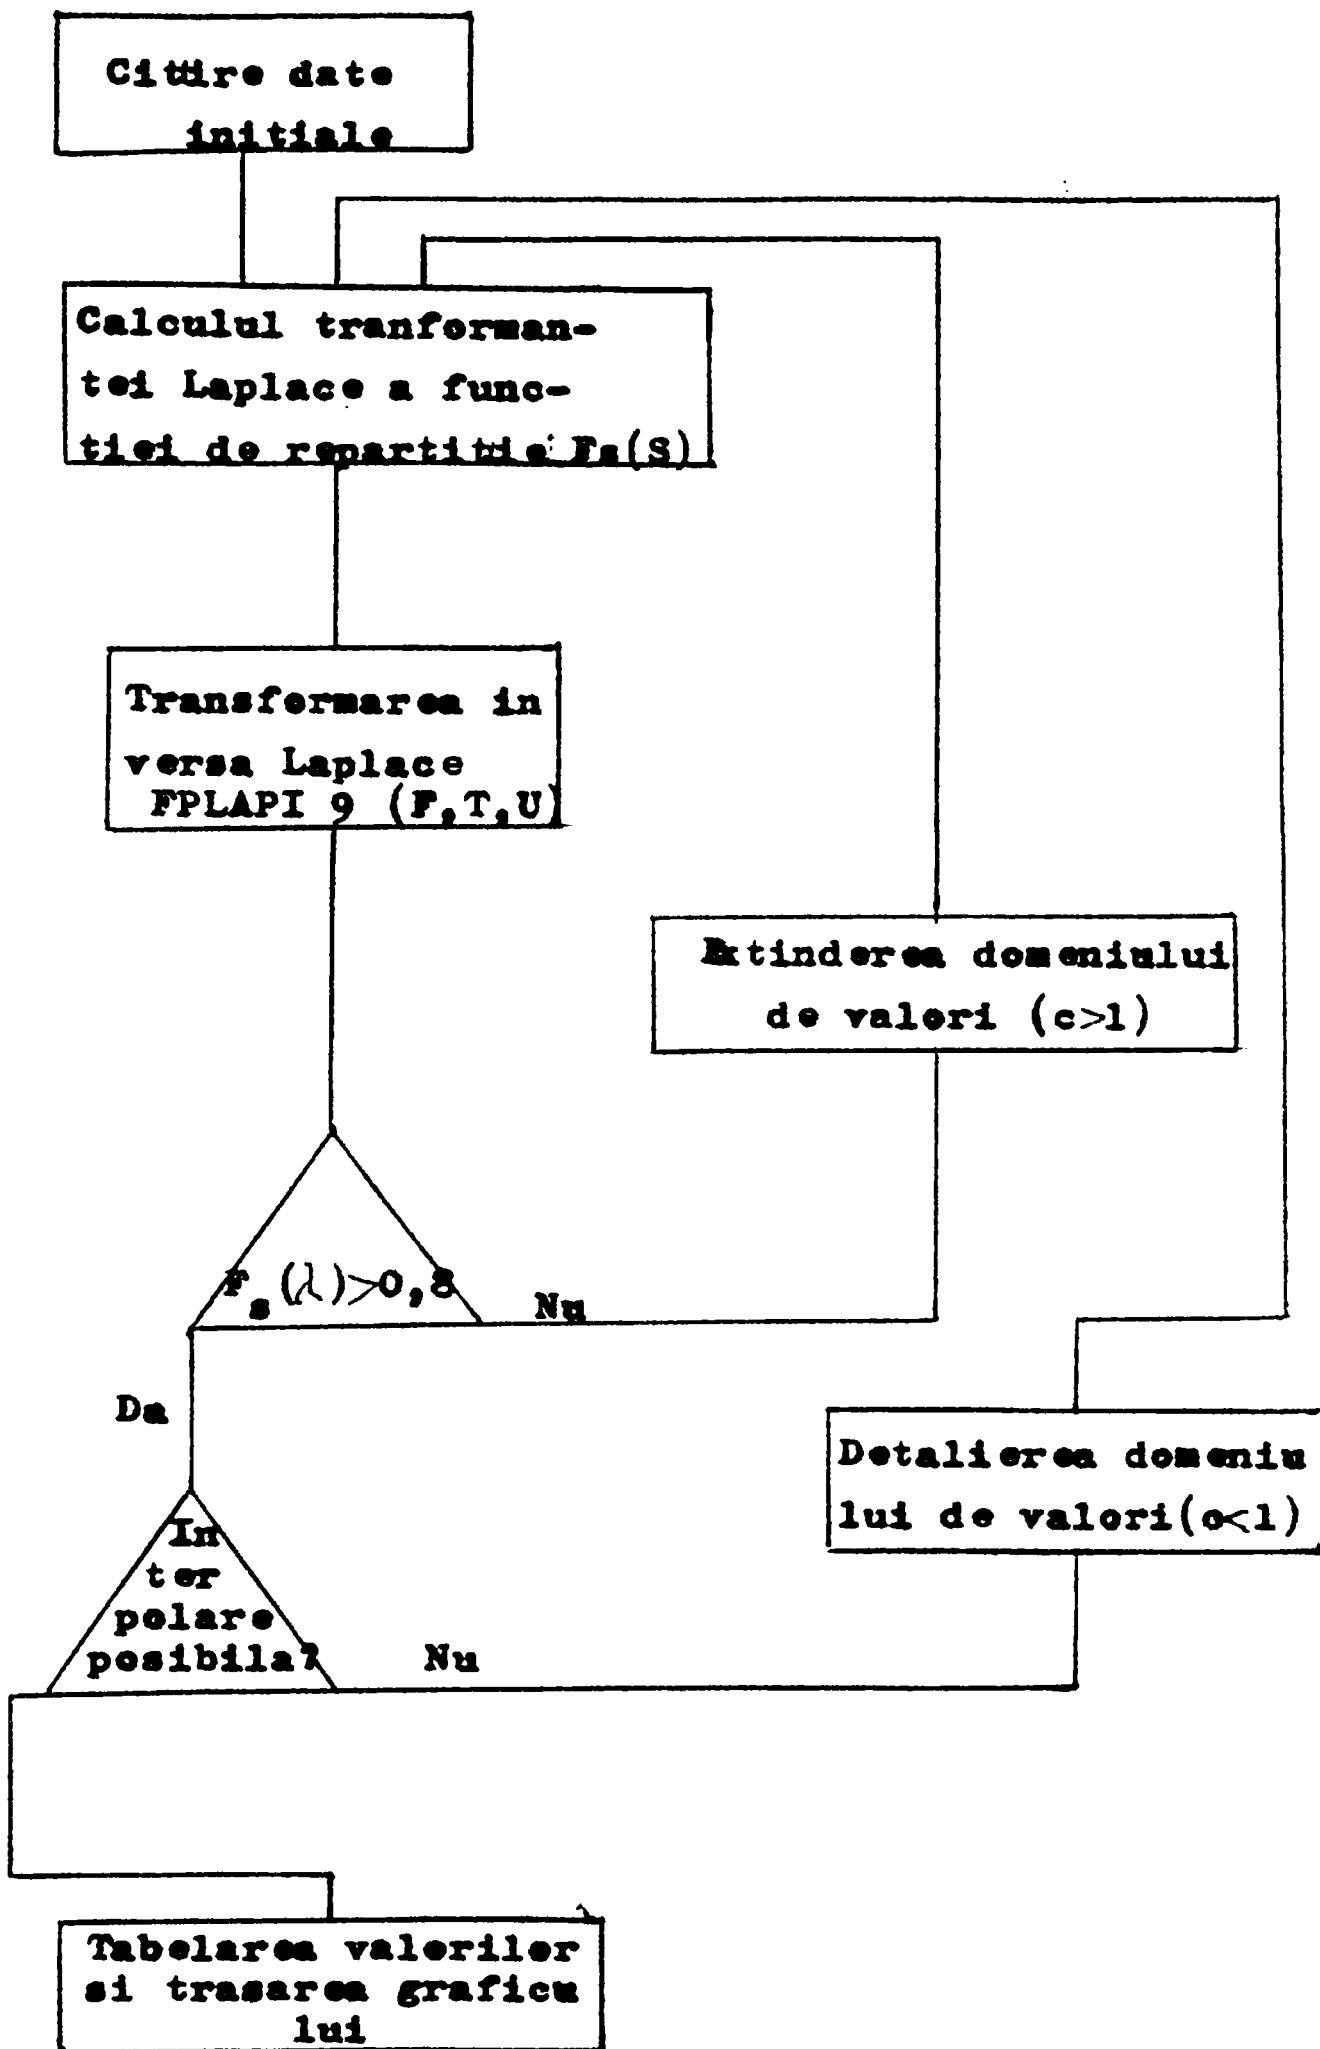 Citire date
initiale
Calculul tranforman-
tei Laplace a func-
tiei de repartitie Fs(S)
Transformarea in
versa Laplace
FPLAPI 9 (F,T,U)
Extinderea domeniului
de valori (c>1)
F_s(λ)>0,8
Nu
Da
Detalierea domeniu
lui de valori(c<1)
In
ter
polare
posibila?
Nu
Tabelarea valorilor
si trasarea graficu
lui